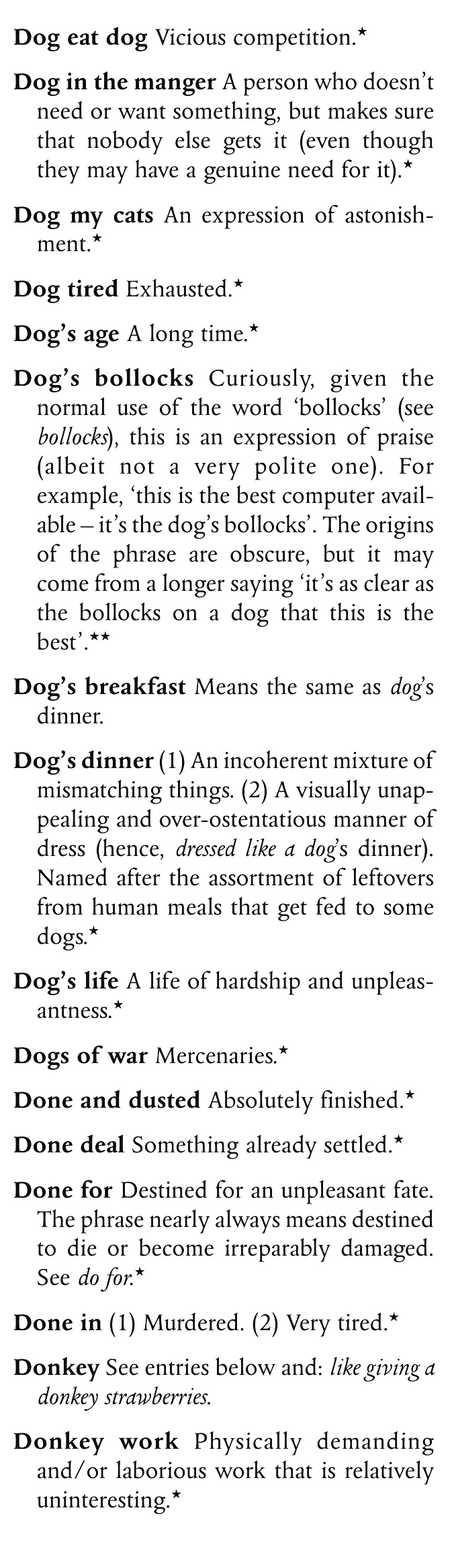 Dog eat dog Vicious competition.★
Dog in the manger A person who doesn’t
need or want something, but makes sure
that nobody else gets it (even though
they may have a genuine need for it).★
Dog my cats An expression of astonish-
ment.★
Dog tired Exhausted.★
Dog’s age A long time.★
Dog’s bollocks Curiously, given the
normal use of the word ‘bollocks’ (see
bollocks), this is an expression of praise
(albeit not a very polite one). For
example, ‘this is the best computer avail-
able – it’s the dog’s bollocks’. The origins
of the phrase are obscure, but it may
come from a longer saying ‘it’s as clear as
the bollocks on a dog that this is the
best’.★★
Dog’s breakfast Means the same as dog’s
dinner.
Dog’s dinner (1) An incoherent mixture of
mismatching things. (2) A visually unap-
pealing and over-ostentatious manner of
dress (hence, dressed like a dog’s dinner).
Named after the assortment of leftovers
from human meals that get fed to some
dogs.★
Dog’s life A life of hardship and unpleas-
antness.★
Dogs of war Mercenaries.★
Done and dusted Absolutely finished.★
Done deal Something already settled.★
Done for Destined for an unpleasant fate.
The phrase nearly always means destined
to die or become irreparably damaged.
See do for.★
Done in (1) Murdered. (2) Very tired.★
Donkey See entries below and: like giving a
donkey strawberries.
Donkey work Physically demanding
and/or laborious work that is relatively
uninteresting.★